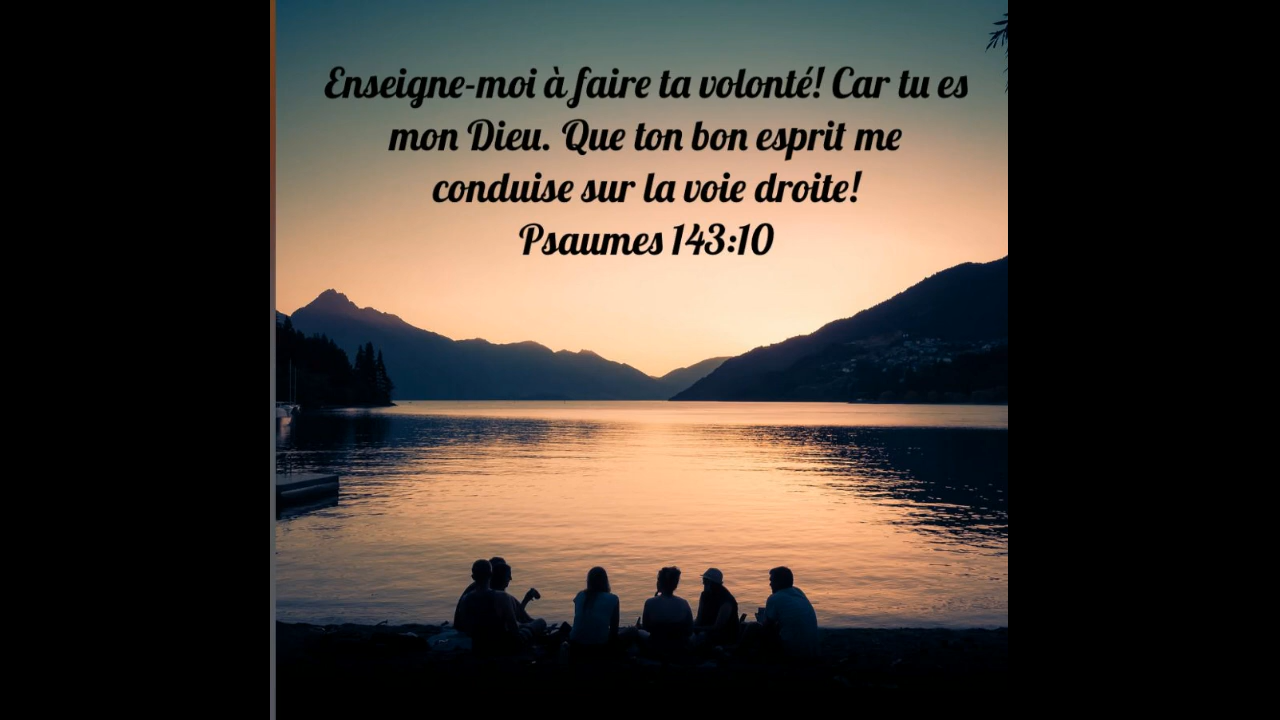 Enseigne-moi à faire ta volonté! Car tu es
mon Dieu. Que ton bon esprit me
conduise sur la voie droite!
Psaumes 143:10